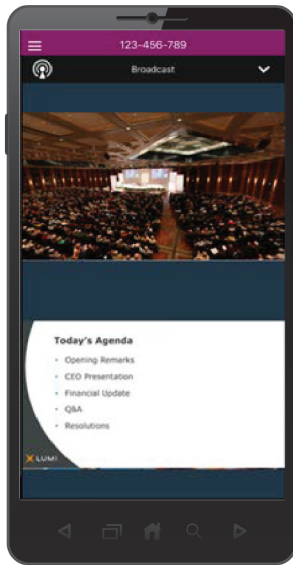 123-456-789
Broadcast
Today's Agenda
• Opening Remarks
• CEO Presentation
• Financial Update
• Q&A
• Resolutions
LUMI